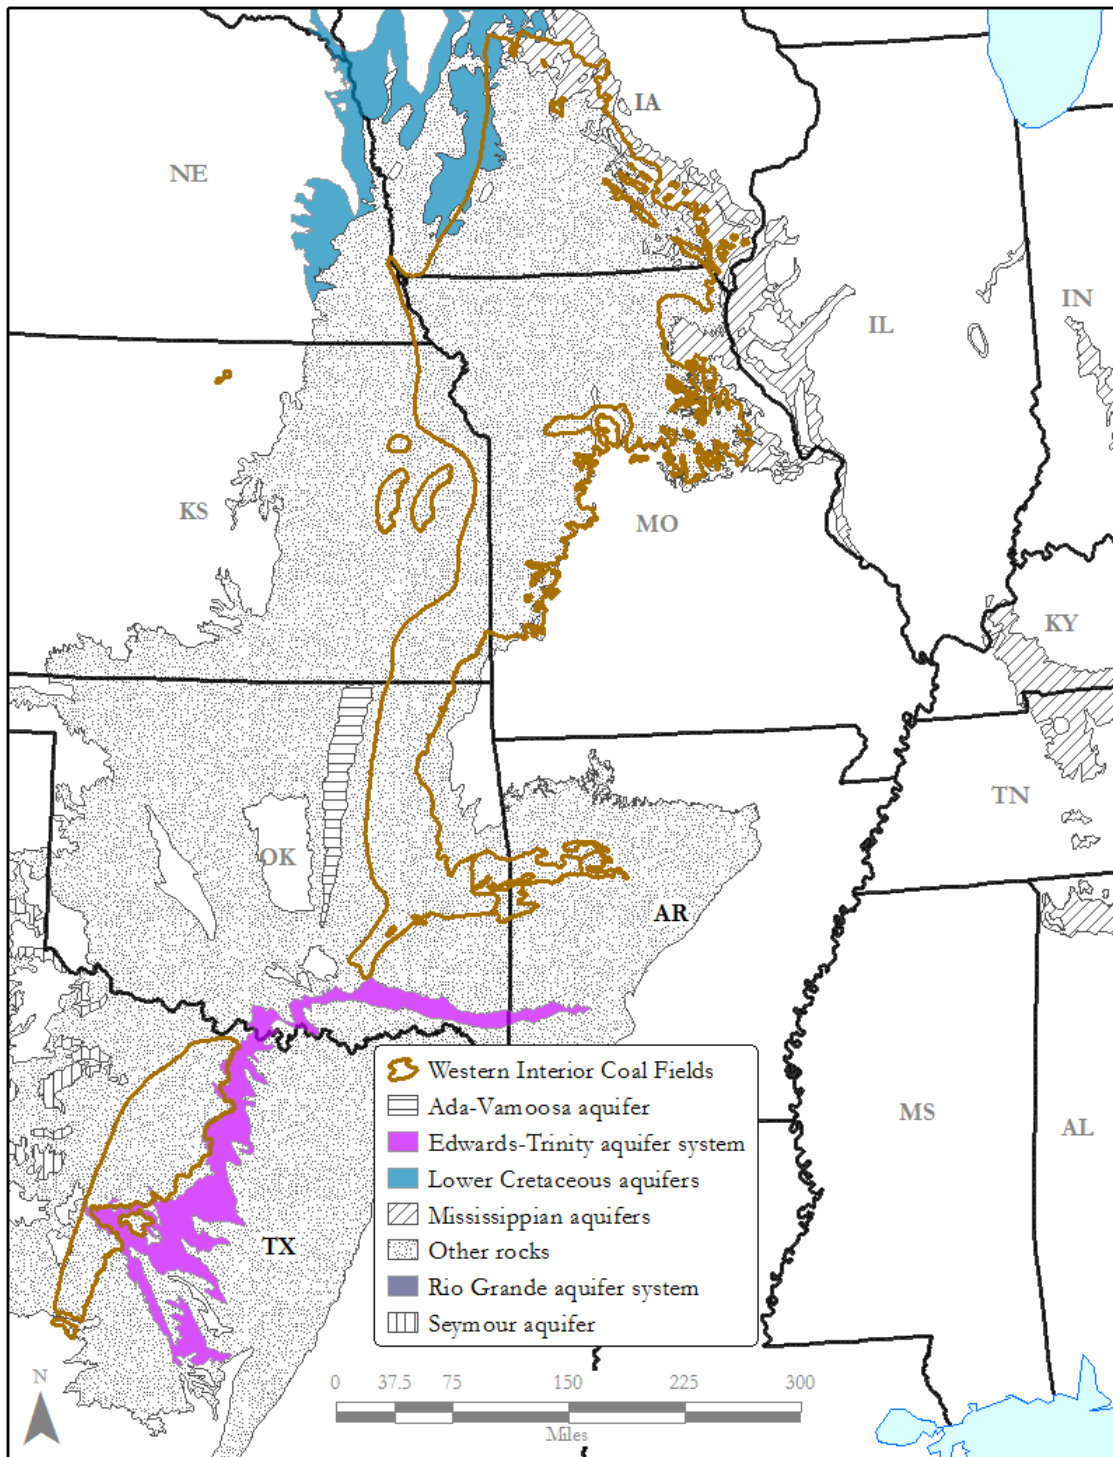 IA
NE
IN
IL
KS
MO
KY
TN
OK
AR
MS
AL
TX
Western Interior Coal Fields
Ada-Vamoosa aquifer
Edwards-Trinity aquifer system
Lower Cretaceous aquifers
Mississippian aquifers
Other rocks
Rio Grande aquifer system
Seymour aquifer
N
0 37.5 75 150 225 300
Miles